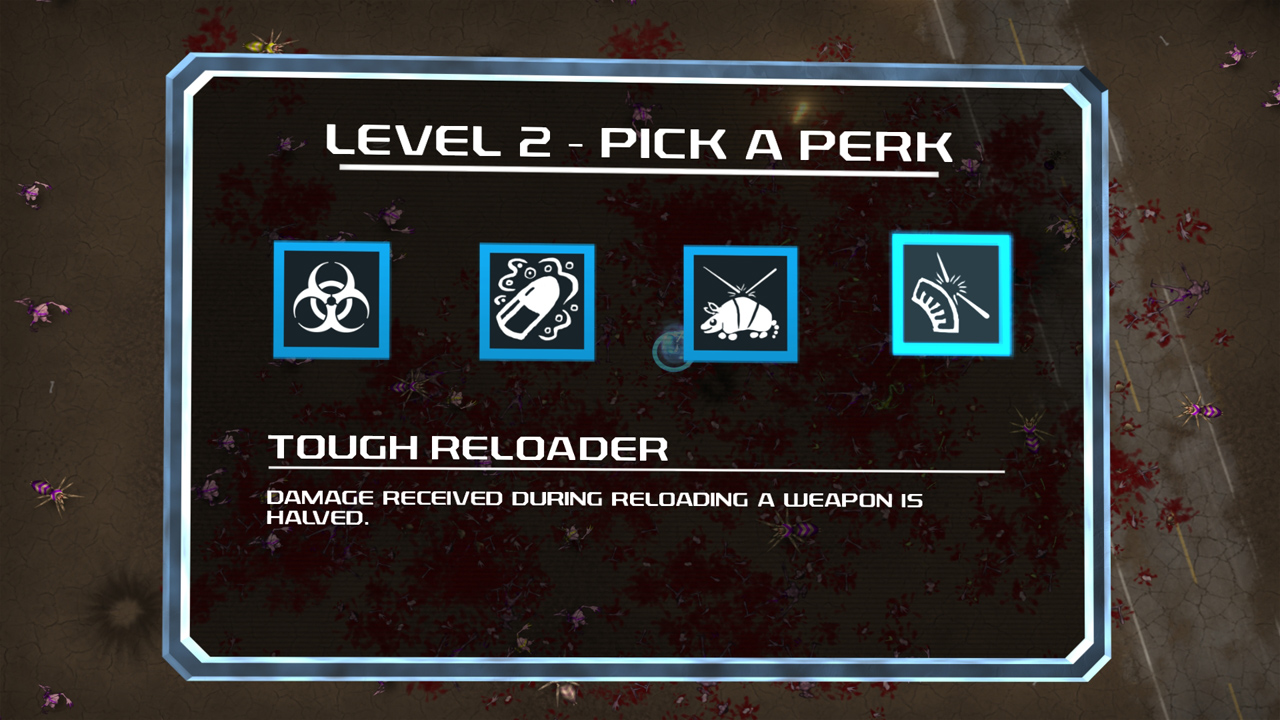 LEVEL 2 - PICK A PERK
TOUGH RELOADER
DAMAGE RECEIVED DURING RELOADING A WEAPON IS
HALVED.